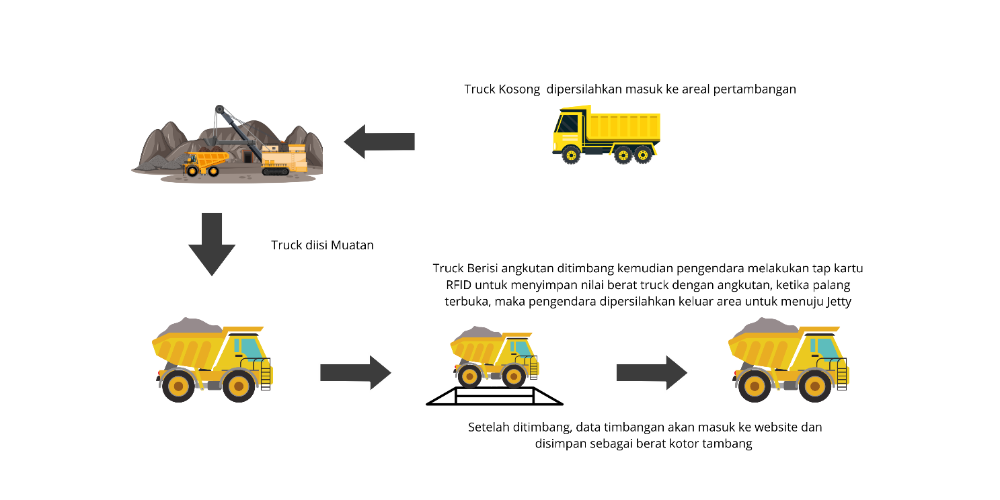 Truck Kosong  dipersilahkan masuk ke areal pertambangan
Truck diisi Muatan
Truck Berisi angkutan ditimbang kemudian pengendara melakukan tap kartu
RFID untuk menyimpan nilai berat truck dengan angkutan, ketika palang
terbuka, maka pengendara dipersilahkan keluar area untuk menuju Jetty
Setelah ditimbang, data timbangan akan masuk ke website dan
disimpan sebagai berat kotor tambang